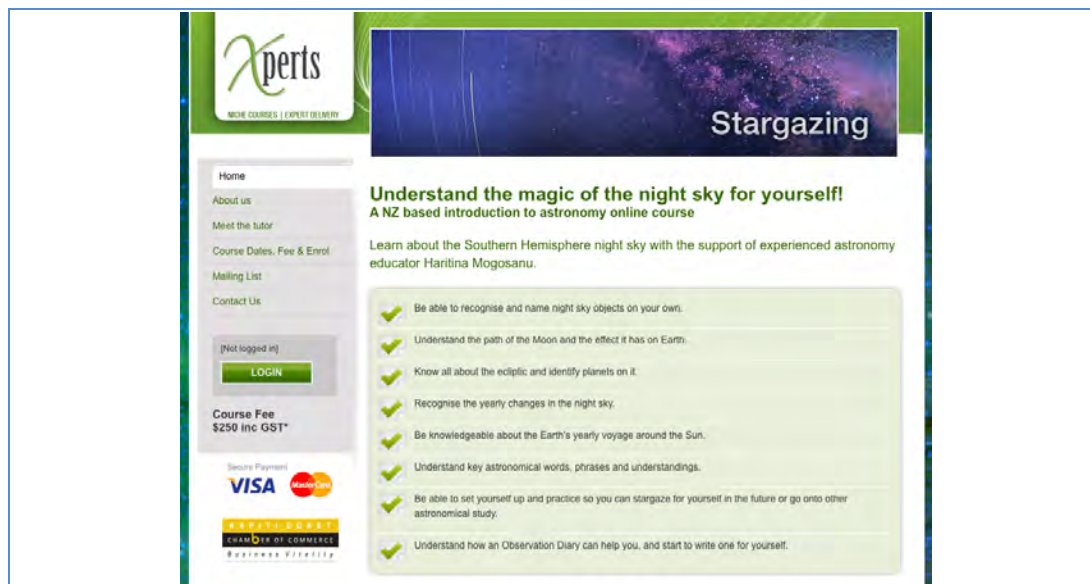 Xperts
NICHE COURSES | EXPERT DELIVERY
Stargazing
Home
About us
Meet the tutor
Course Dates, Fee & Enrol
Mailing List
Contact Us
[Not logged in]
LOGIN
Course Fee
$250 inc GST*
Secure Payment
VISA MasterCard
KAPITI COAST
CHAMBER OF COMMERCE
Business Vitality
Understand the magic of the night sky for yourself!
A NZ based introduction to astronomy online course
Learn about the Southern Hemisphere night sky with the support of experienced astronomy
educator Haritina Mogosanu.
Be able to recognise and name night sky objects on your own.
Understand the path of the Moon and the effect it has on Earth.
Know all about the ecliptic and identify planets on it.
Recognise the yearly changes in the night sky.
Be knowledgeable about the Earth's yearly voyage around the Sun.
Understand key astronomical words, phrases and understandings.
Be able to set yourself up and practice so you can stargaze for yourself in the future or go onto other
astronomical study.
Understand how an Observation Diary can help you, and start to write one for yourself.